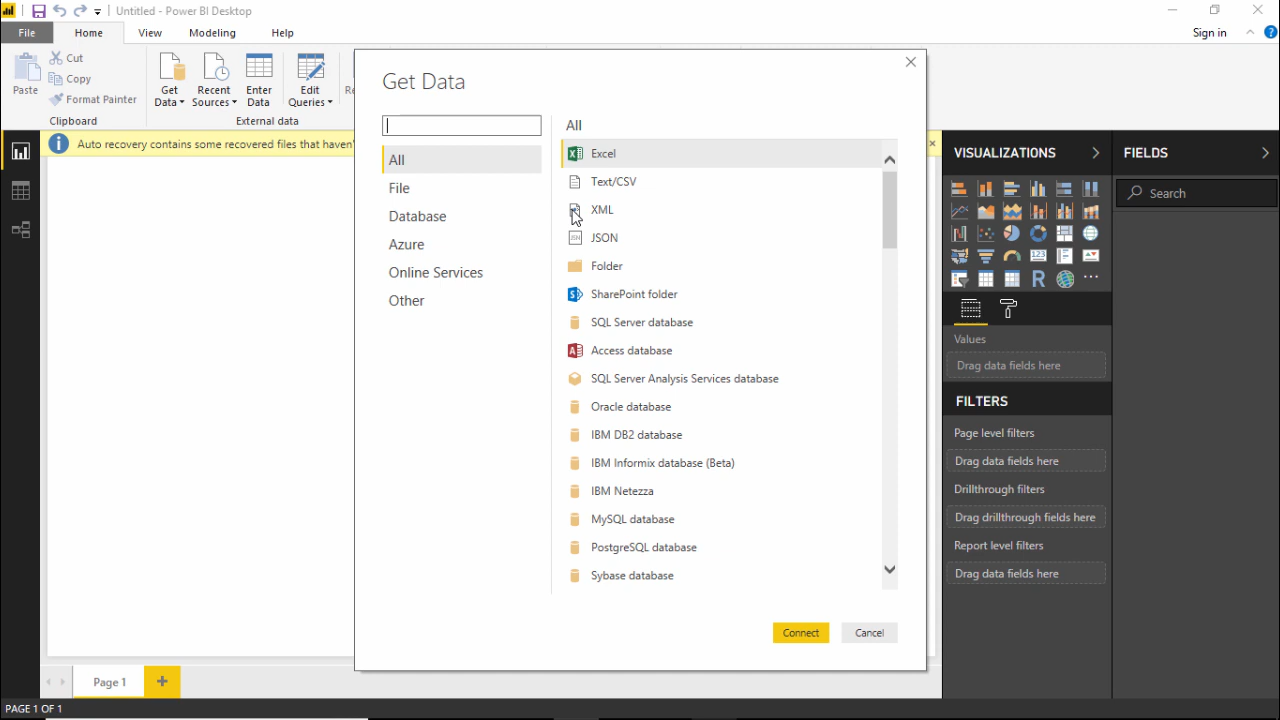 Untitled - Power BI Desktop
File
Home
View
Modeling
Help
Sign in
Paste
Cut
Copy
Format Painter
Clipboard
Get Data
Recent Sources
Enter Data
Edit Queries
External data
Auto recovery contains some recovered files that haven'
Get Data
All
File
Database
Azure
Online Services
Other
All
Excel
Text/CSV
XML
JSON
Folder
SharePoint folder
SQL Server database
Access database
SQL Server Analysis Services database
Oracle database
IBM DB2 database
IBM Informix database (Beta)
IBM Netezza
MySQL database
PostgreSQL database
Sybase database
Connect
Cancel
VISUALIZATIONS
Values
Drag data fields here
FILTERS
Page level filters
Drag data fields here
Drillthrough filters
Drag drillthrough fields here
Report level filters
Drag data fields here
FIELDS
Search
Page 1
PAGE 1 OF 1